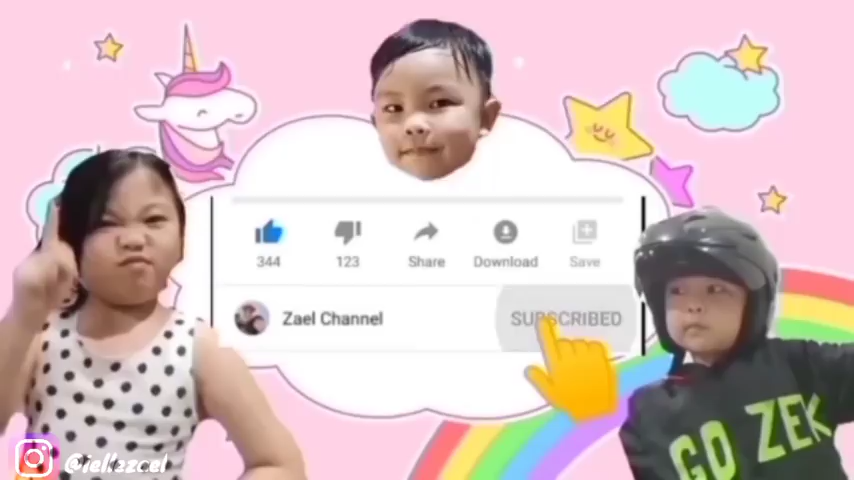 344
123
Share
Download
Save
Zael Channel
SUBSCRIBED
GO ZEK